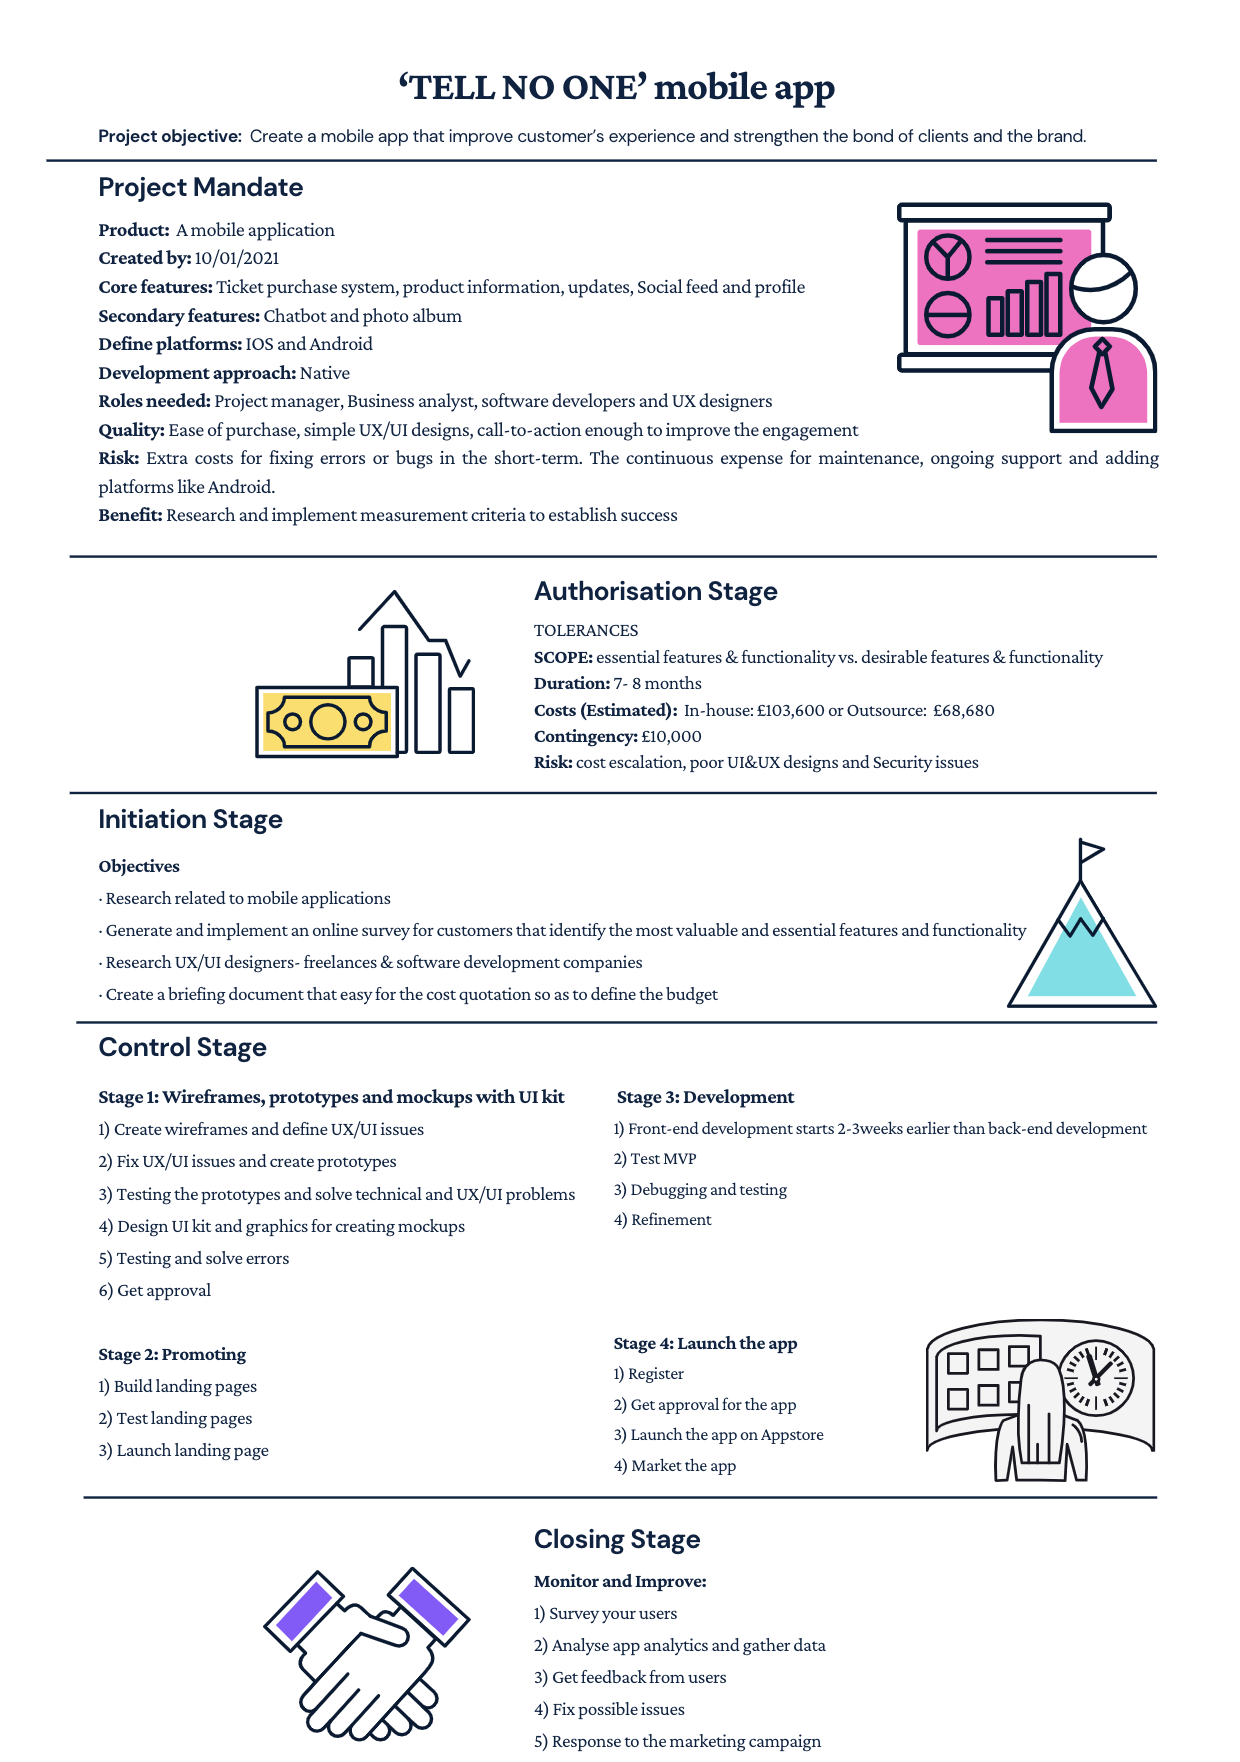 ‘TELL NO ONE’ mobile app
Project objective: Create a mobile app that improve customer’s experience and strengthen the bond of clients and the brand.
Project Mandate
Product: A mobile application
Created by: 10/01/2021
Core features: Ticket purchase system, product information, updates, Social feed and profile
Secondary features: Chatbot and photo album
Define platforms: IOS and Android
Development approach: Native
Roles needed: Project manager, Business analyst, software developers and UX designers
Quality: Ease of purchase, simple UX/UI designs, call-to-action enough to improve the engagement
Risk: Extra costs for fixing errors or bugs in the short-term. The continuous expense for maintenance, ongoing support and adding
platforms like Android.
Benefit: Research and implement measurement criteria to establish success
Authorisation Stage
TOLERANCES
SCOPE: essential features & functionality vs. desirable features & functionality
Duration: 7- 8 months
Costs (Estimated): In-house: £103,600 or Outsource: £68,680
Contingency: £10,000
Risk: cost escalation, poor UI&UX designs and Security issues
Initiation Stage
Objectives
· Research related to mobile applications
· Generate and implement an online survey for customers that identify the most valuable and essential features and functionality
· Research UX/UI designers- freelances & software development companies
· Create a briefing document that easy for the cost quotation so as to define the budget
Control Stage
Stage 1: Wireframes, prototypes and mockups with UI kit
1) Create wireframes and define UX/UI issues
2) Fix UX/UI issues and create prototypes
3) Testing the prototypes and solve technical and UX/UI problems
4) Design UI kit and graphics for creating mockups
5) Testing and solve errors
6) Get approval
Stage 2: Promoting
1) Build landing pages
2) Test landing pages
3) Launch landing page
Stage 3: Development
1) Front-end development starts 2-3weeks earlier than back-end development
2) Test MVP
3) Debugging and testing
4) Refinement
Stage 4: Launch the app
1) Register
2) Get approval for the app
3) Launch the app on Appstore
4) Market the app
Closing Stage
Monitor and Improve:
1) Survey your users
2) Analyse app analytics and gather data
3) Get feedback from users
4) Fix possible issues
5) Response to the marketing campaign